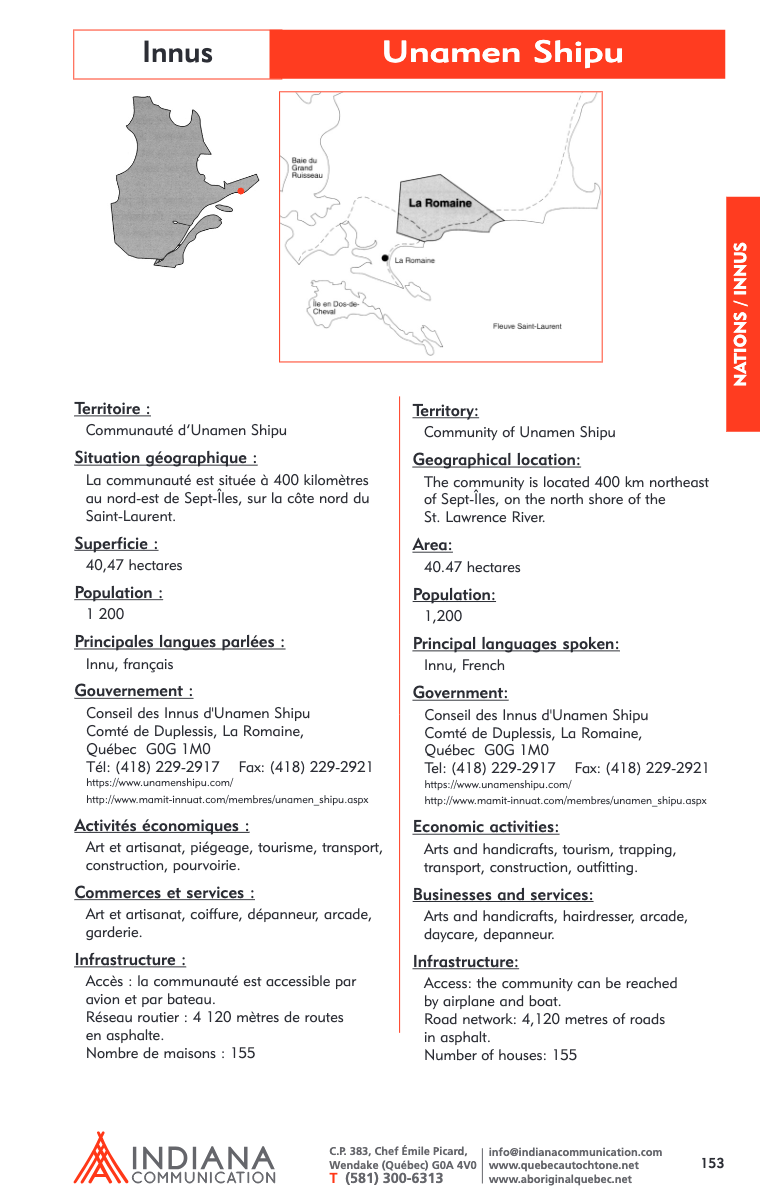 Innus
Unamen Shipu
Baie du
Grand
Ruisseau
La Romaine
La Romaine
Île en Dos-de-
Cheval
Fleuve Saint-Laurent
NATIONS / INNUS
Territoire :
Communauté d’Unamen Shipu
Situation géographique :
La communauté est située à 400 kilomètres
au nord-est de Sept-Îles, sur la côte nord du
Saint-Laurent.
Superficie :
40,47 hectares
Population :
1 200
Principales langues parlées :
Innu, français
Gouvernement :
Conseil des Innus d'Unamen Shipu
Comté de Duplessis, La Romaine,
Québec G0G 1M0
Tél: (418) 229-2917 Fax: (418) 229-2921
https://www.unamenshipu.com/
http://www.mamit-innuat.com/membres/unamen_shipu.aspx
Activités économiques :
Art et artisanat, piégeage, tourisme, transport,
construction, pourvoirie.
Commerces et services :
Art et artisanat, coiffure, dépanneur, arcade,
garderie.
Infrastructure :
Accès : la communauté est accessible par
avion et par bateau.
Réseau routier : 4 120 mètres de routes
en asphalte.
Nombre de maisons : 155
Territory:
Community of Unamen Shipu
Geographical location:
The community is located 400 km northeast
of Sept-Îles, on the north shore of the
St. Lawrence River.
Area:
40.47 hectares
Population:
1,200
Principal languages spoken:
Innu, French
Government:
Conseil des Innus d'Unamen Shipu
Comté de Duplessis, La Romaine,
Québec G0G 1M0
Tel: (418) 229-2917 Fax: (418) 229-2921
https://www.unamenshipu.com/
http://www.mamit-innuat.com/membres/unamen_shipu.aspx
Economic activities:
Arts and handicrafts, tourism, trapping,
transport, construction, outfitting.
Businesses and services:
Arts and handicrafts, hairdresser, arcade,
daycare, depanneur.
Infrastructure:
Access: the community can be reached
by airplane and boat.
Road network: 4,120 metres of roads
in asphalt.
Number of houses: 155
INDIANA
COMMUNICATION
C.P. 383, Chef Émile Picard,
Wendake (Québec) G0A 4V0
T (581) 300-6313
info@indianacommunication.com
www.quebecautochtone.net
www.aboriginalquebec.net
153